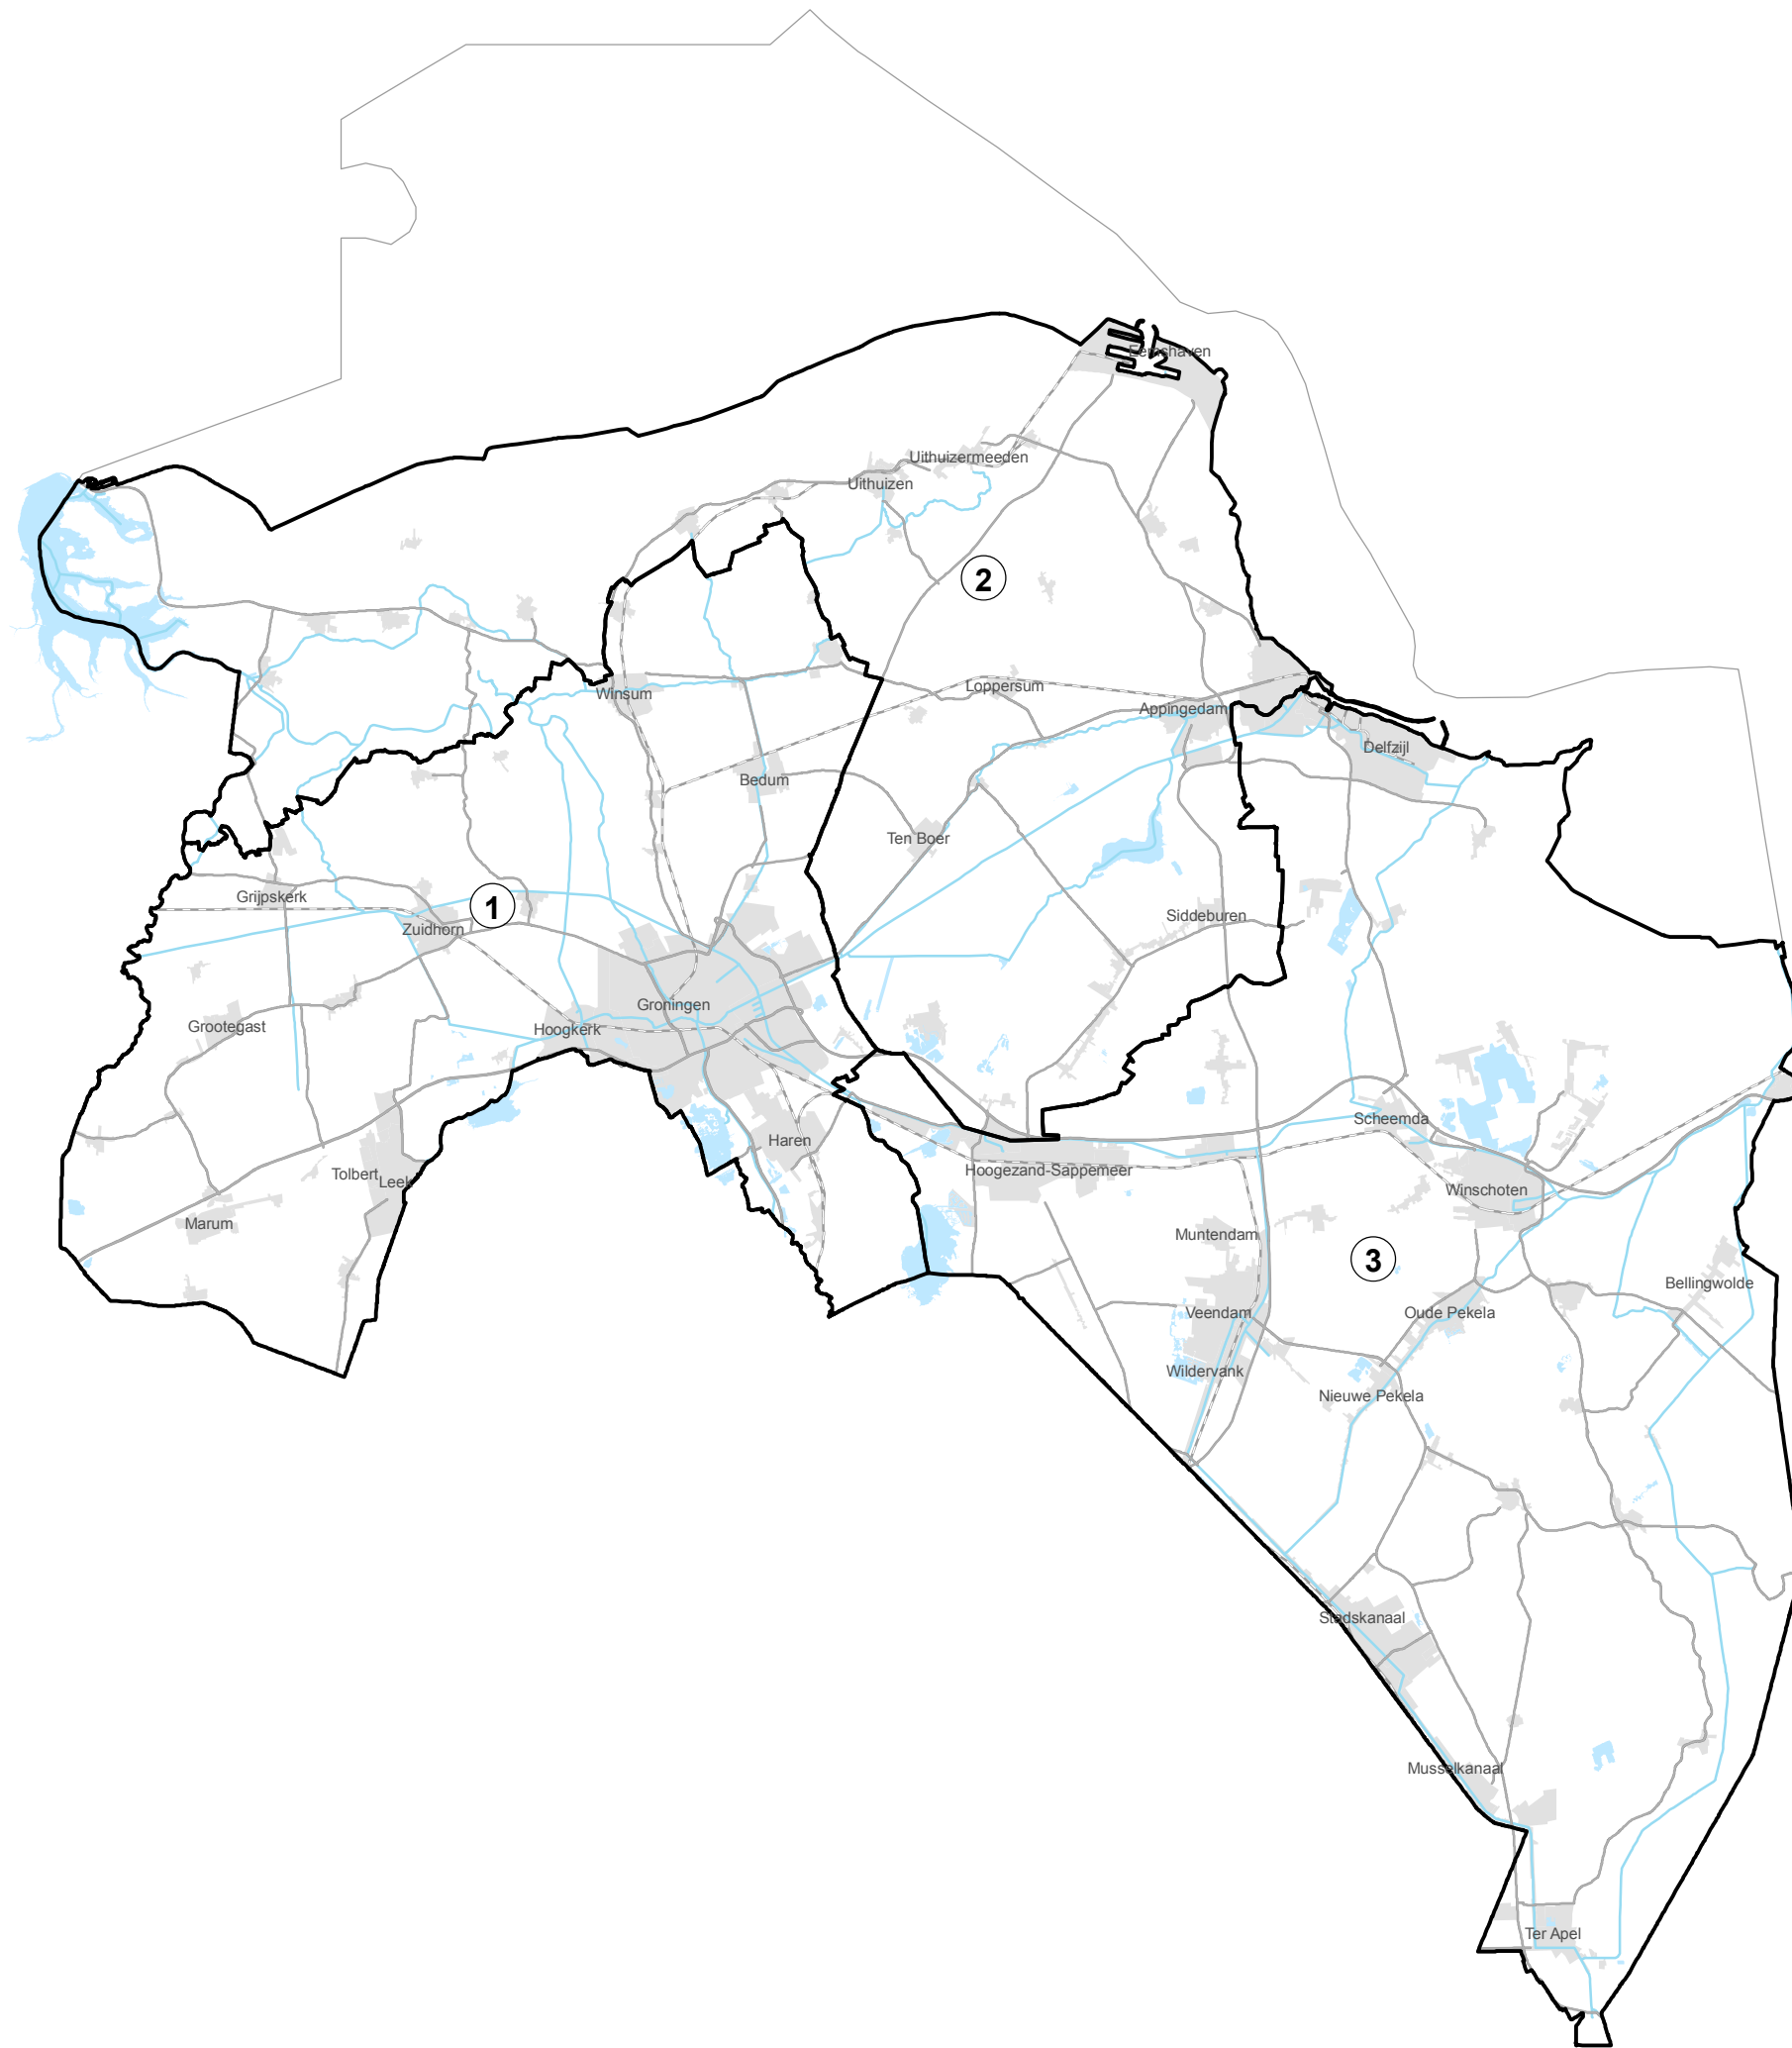 Eemshaven
Uithuizermeeden
Uithuizen
2
Loppersum
Winsum
Appingedam
Delfzijl
Bedum
Ten Boer
Grijpskerk
1
Siddeburen
Zuidhorn
Groningen
Grootegast
Hoogkerk
Scheemda
Haren
Hoogezand-Sappemeer
Tolbert
Leek
Winschoten
Marum
Muntendam
3
Bellingwolde
Veendam
Oude Pekela
Wildervank
Nieuwe Pekela
Stadskanaal
Musselkanaal
Ter Apel